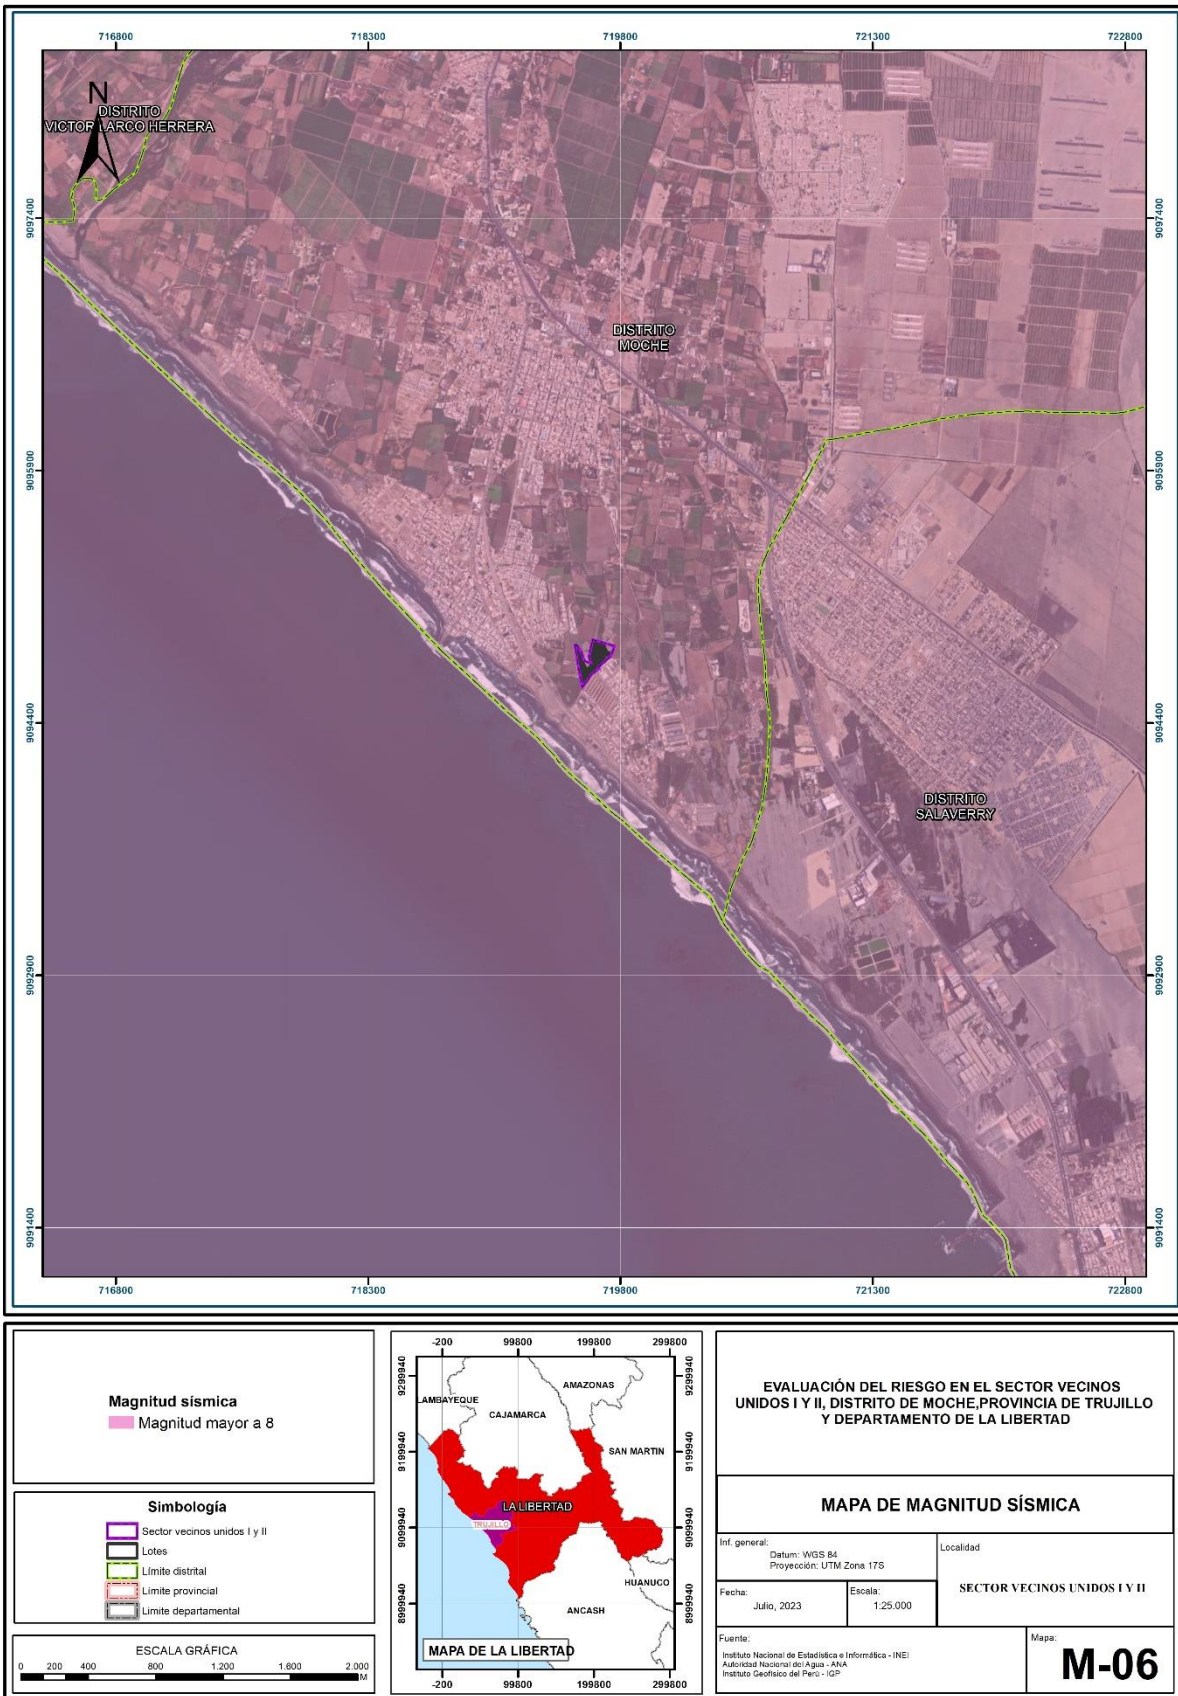 716800 718300 719800 721300 722800
N
DISTRITO
VICTOR LARCO HERRERA
9097400 9097400
DISTRITO
MOCHE
9095900 9095900
9094400 9094400
DISTRITO
SALAVERRY
9092900 9092900
9091400 9091400
716800 718300 719800 721300 722800
Magnitud sísmica
Magnitud mayor a 8
Simbología
Sector vecinos unidos I y II
Lotes
Límite distrital
Limite provincial
Limite departamental
ESCALA GRÁFICA
0 200 400 800 1.200 1.600 2.000
M
-200 99800 199800 299800
9299940
9199940
9099940
8999940
LAMBAYEQUE
AMAZONAS
CAJAMARCA
SAN MARTIN
LA LIBERTAD
TRUJILLO
HUANUCO
ANCASH
MAPA DE LA LIBERTAD
9299940
9199940
9099940
8999940
-200 99800 199800 299800
EVALUACIÓN DEL RIESGO EN EL SECTOR VECINOS
UNIDOS I Y II, DISTRITO DE MOCHE,PROVINCIA DE TRUJILLO
Y DEPARTAMENTO DE LA LIBERTAD
MAPA DE MAGNITUD SÍSMICA
Inf. general:
Datum: WGS 84
Proyección: UTM Zona 17S
Localidad
SECTOR VECINOS UNIDOS I Y II
Fecha:
Julio, 2023
Escala:
1:25.000
Fuente:
Instituto Nacional de Estadística e Informática - INEI
Autoridad Nacional del Agua - ANA
Instituto Geofísico del Perú - IGP
Mapa:
M-06